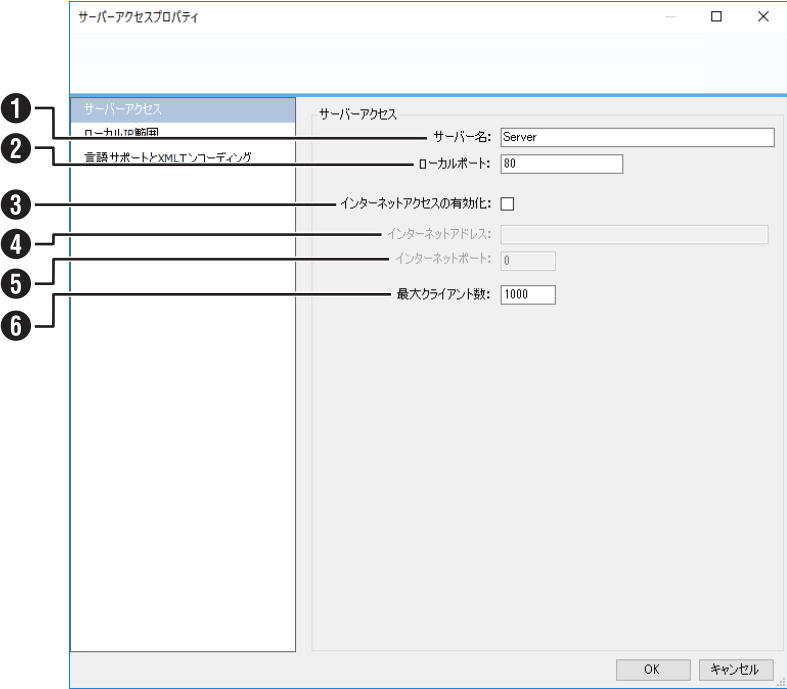 サーバーアクセスプロパティ
サーバーアクセス
ローカルIP範囲
言語サポートとXMLエンコーディング
サーバーアクセス
❶ サーバー名: Server
❷ ローカルポート: 80
❸ インターネットアクセスの有効化:
❹ インターネットアドレス:
❺ インターネットポート: 0
❻ 最大クライアント数: 1000
OK
キャンセル